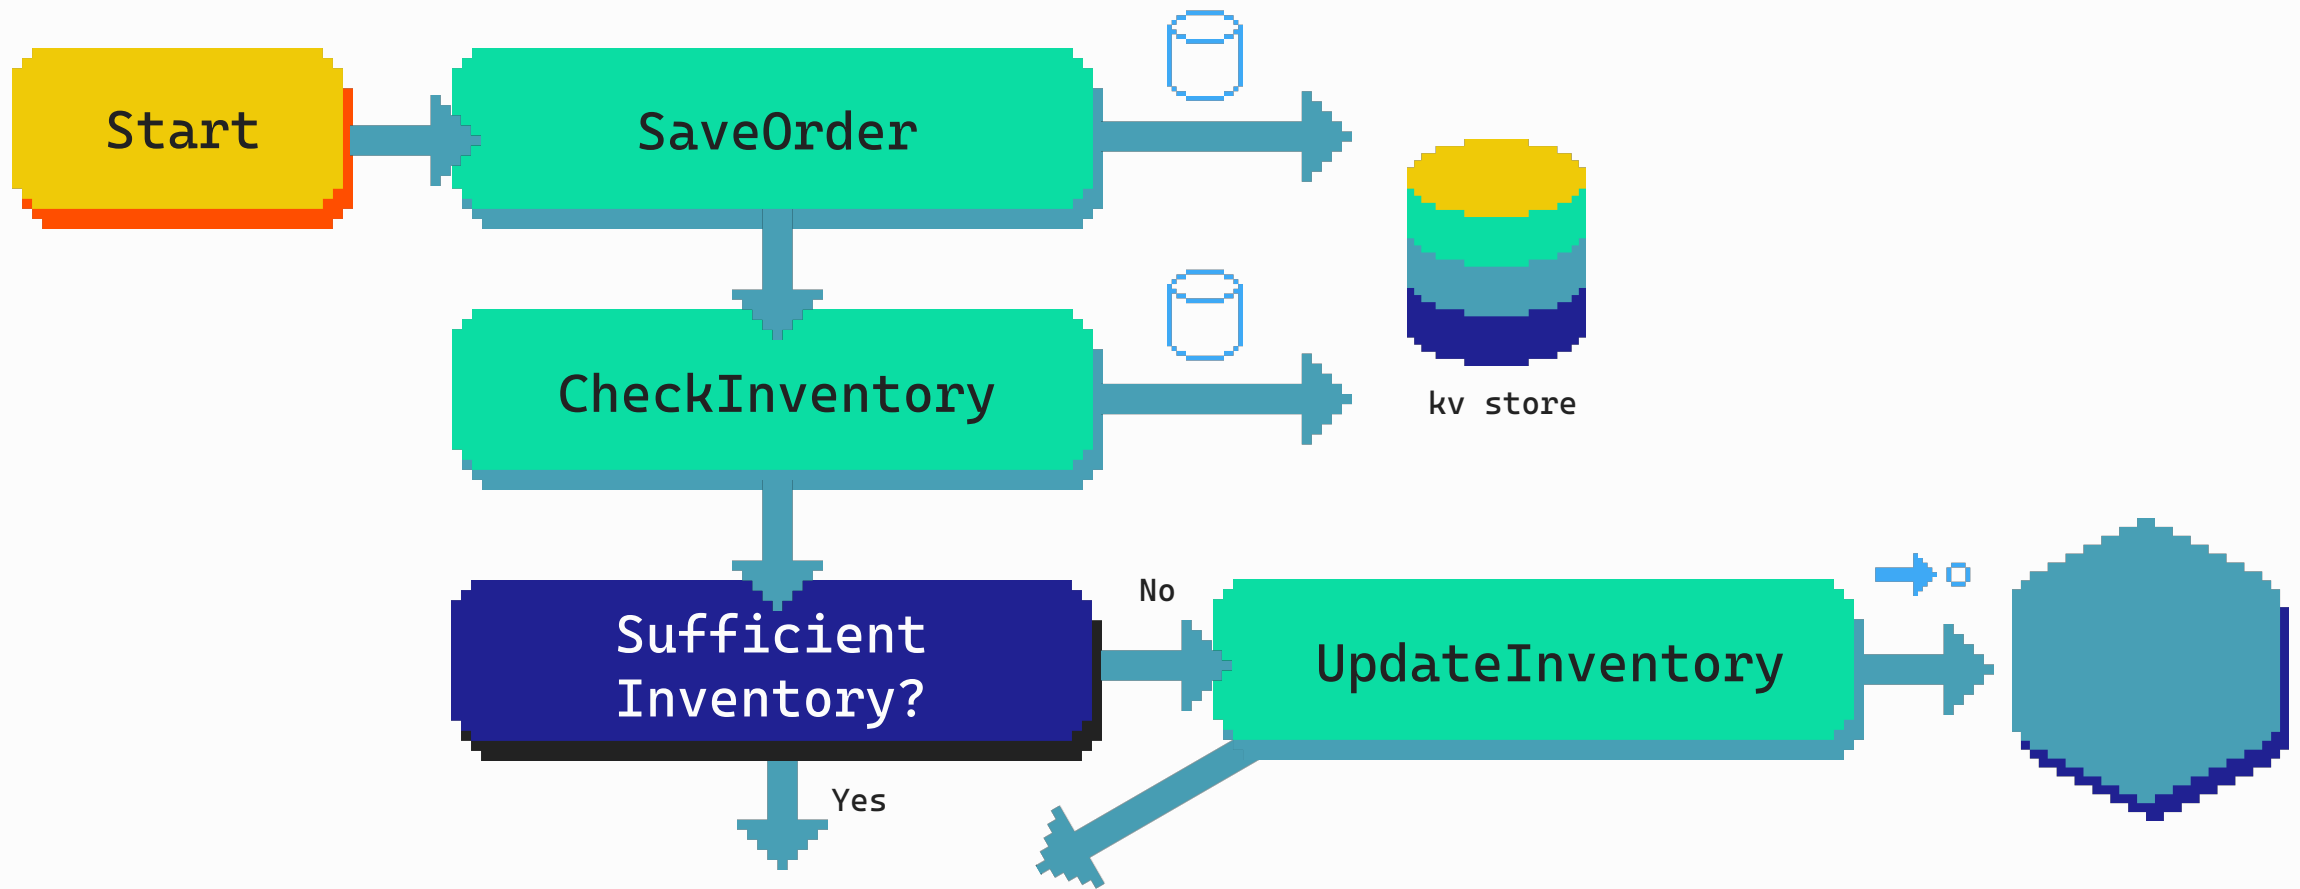 Start
SaveOrder
CheckInventory
kv store
Sufficient
Inventory?
No
UpdateInventory
Yes